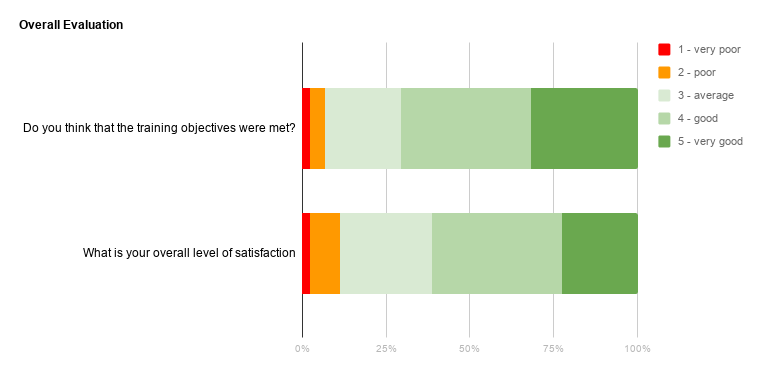 Overall Evaluation
1 - very poor
2 - poor
3 - average
4 - good
5 - very good
Do you think that the training objectives were met?
What is your overall level of satisfaction
0% 25% 50% 75% 100%